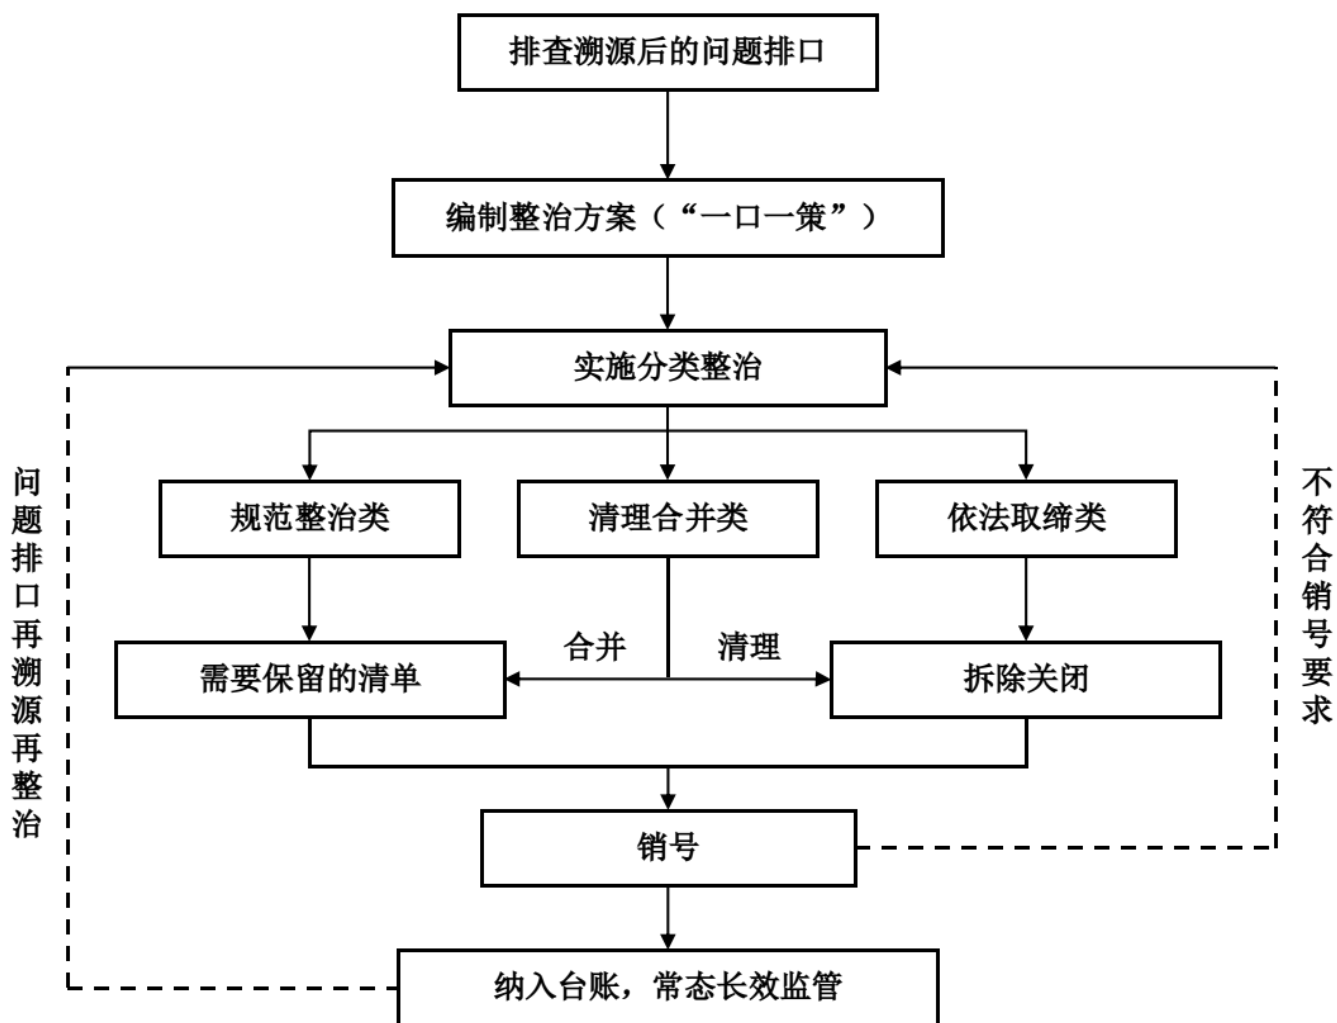 排查溯源后的问题排口
编制整治方案（“一口一策”）
实施分类整治
规范整治类
清理合并类
依法取缔类
合并
清理
需要保留的清单
拆除关闭
销号
纳入台账，常态长效监管
问题排口再溯源再整治
不符合销号要求